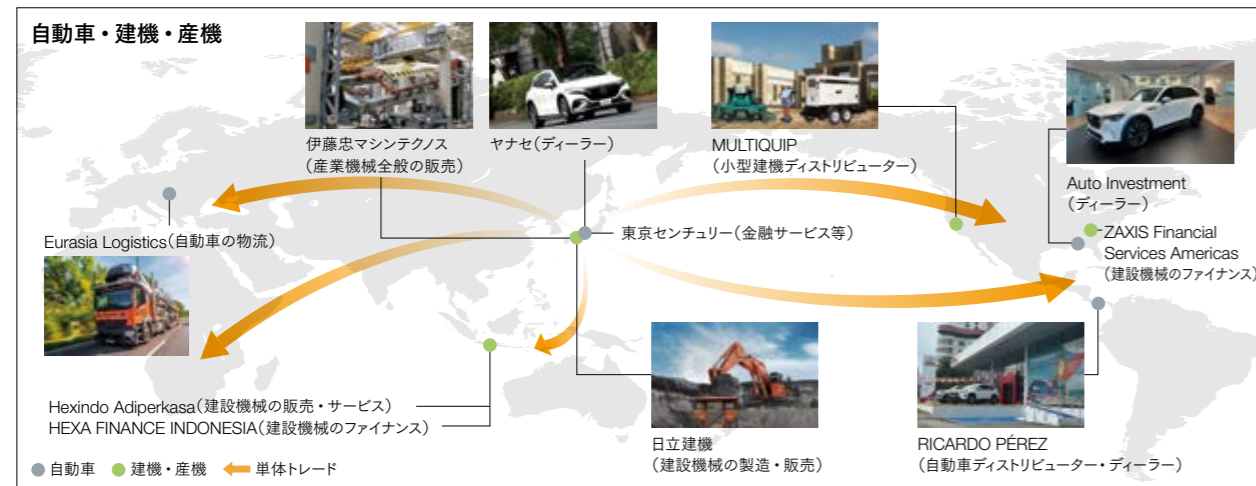 自動車・建機・産機
伊藤忠マシンテクノス
（産業機械全般の販売）
ヤナセ（ディーラー）
MULTIQUIP
（小型建機ディストリビューター）
Auto Investment
（ディーラー）
ZAXIS Financial
Services Americas
（建設機械のファイナンス）
東京センチュリー（金融サービス等）
Eurasia Logistics（自動車の物流）
Hexindo Adiperkasa（建設機械の販売・サービス）
HEXA FINANCE INDONESIA（建設機械のファイナンス）
日立建機
（建設機械の製造・販売）
RICARDO PÉREZ
（自動車ディストリビューター・ディーラー）
自動車 建機・産機 単体トレード